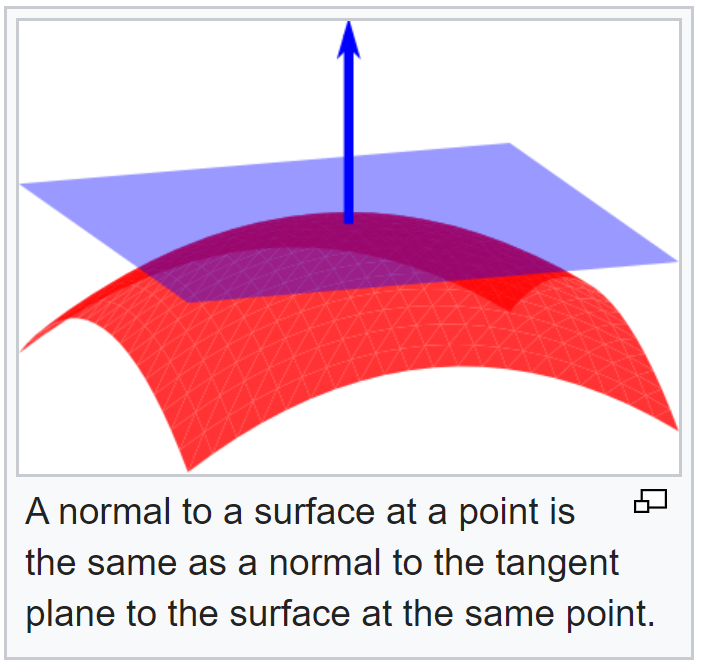 A normal to a surface at a point is
the same as a normal to the tangent
plane to the surface at the same point.